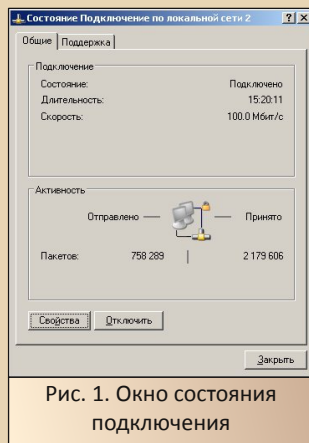 Состояние Подключение по локальной сети 2
Общие Поддержка
Подключение
Состояние: Подключено
Длительность: 15:20:11
Скорость: 100.0 Мбит/с
Активность
Отправлено — — Принято
Пакетов: 758 289 2 179 606
Свойства Отключить
Закрыть
Рис. 1. Окно состояния
подключения